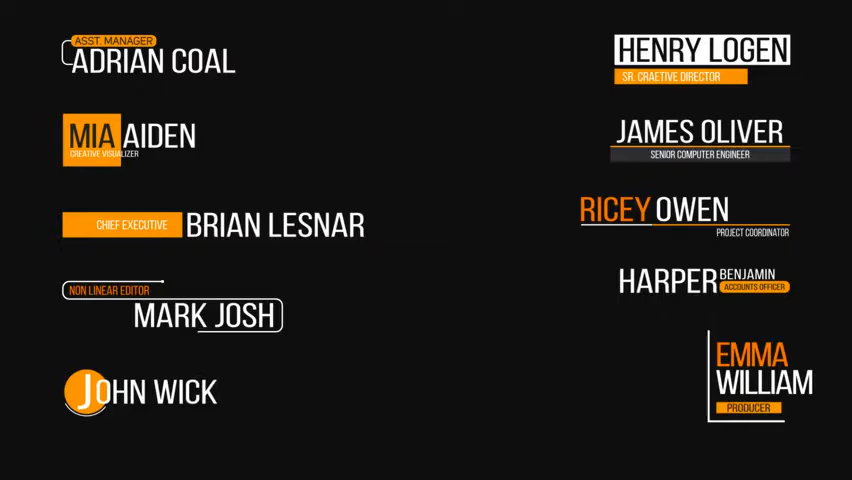 ASST. MANAGER
ADRIAN COAL
MIA AIDEN
CREATIVE VISUALIZER
CHIEF EXECUTIVE BRIAN LESNAR
NON LINEAR EDITOR
MARK JOSH
JOHN WICK
HENRY LOGEN
SR. CRAETIVE DIRECTOR
JAMES OLIVER
SENIOR COMPUTER ENGINEER
RICEY OWEN
PROJECT COORDINATOR
HARPER BENJAMIN
ACCOUNTS OFFICER
EMMA
WILLIAM
PRODUCER